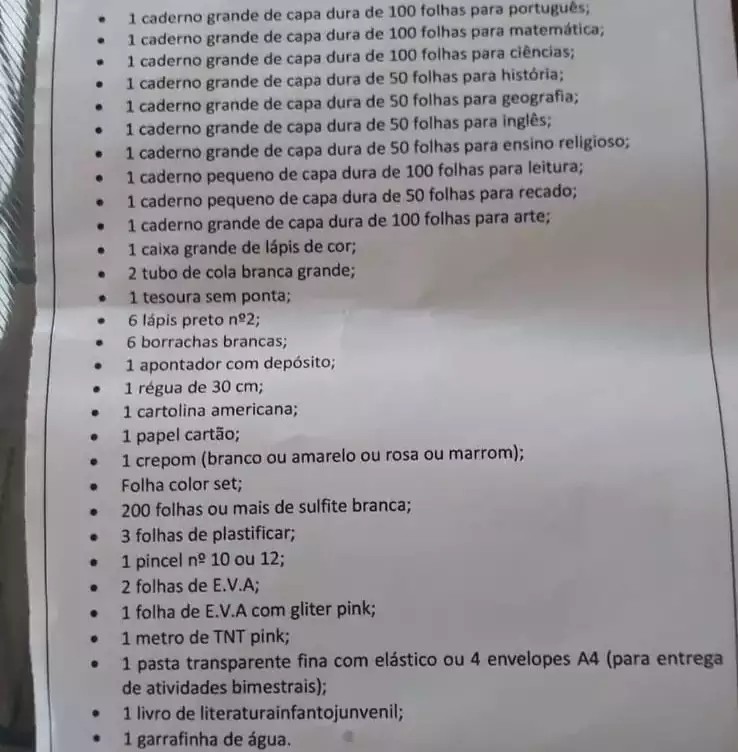 • 1 caderno grande de capa dura de 100 folhas para português;
• 1 caderno grande de capa dura de 100 folhas para matemática;
• 1 caderno grande de capa dura de 100 folhas para ciências;
• 1 caderno grande de capa dura de 50 folhas para história;
• 1 caderno grande de capa dura de 50 folhas para geografia;
• 1 caderno grande de capa dura de 50 folhas para inglês;
• 1 caderno grande de capa dura de 50 folhas para ensino religioso;
• 1 caderno pequeno de capa dura de 100 folhas para leitura;
• 1 caderno pequeno de capa dura de 50 folhas para recado;
• 1 caderno grande de capa dura de 100 folhas para arte;
• 1 caixa grande de lápis de cor;
• 2 tubo de cola branca grande;
• 1 tesoura sem ponta;
• 6 lápis preto nº2;
• 6 borrachas brancas;
• 1 apontador com depósito;
• 1 régua de 30 cm;
• 1 cartolina americana;
• 1 papel cartão;
• 1 crepom (branco ou amarelo ou rosa ou marrom);
• Folha color set;
• 200 folhas ou mais de sulfite branca;
• 3 folhas de plastificar;
• 1 pincel nº 10 ou 12;
• 2 folhas de E.V.A;
• 1 folha de E.V.A com gliter pink;
• 1 metro de TNT pink;
• 1 pasta transparente fina com elástico ou 4 envelopes A4 (para entrega
de atividades bimestrais);
• 1 livro de literaturainfantojunvenil;
• 1 garrafinha de água.